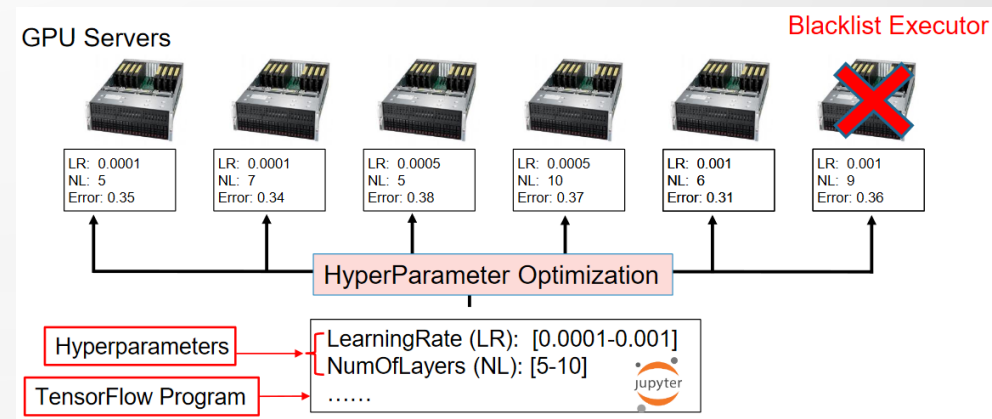 GPU Servers
Blacklist Executor
LR: 0.0001
NL: 5
Error: 0.35
LR: 0.0001
NL: 7
Error: 0.34
LR: 0.0005
NL: 5
Error: 0.38
LR: 0.0005
NL: 10
Error: 0.37
LR: 0.001
NL: 6
Error: 0.31
LR: 0.001
NL: 9
Error: 0.36
HyperParameter Optimization
Hyperparameters
LearningRate (LR): [0.0001-0.001]
NumOfLayers (NL): [5-10]
jupyter
TensorFlow Program
......